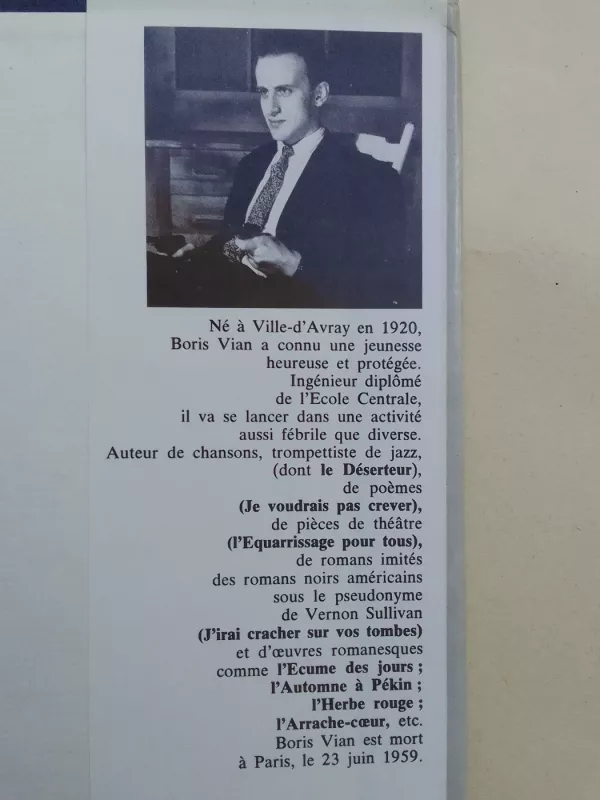 Né à Ville-d'Avray en 1920,
Boris Vian a connu une jeunesse
heureuse et protégée.
Ingénieur diplômé
de l'Ecole Centrale,
il va se lancer dans une activité
aussi fébrile que diverse.
Auteur de chansons, trompettiste de jazz,
(dont le Déserteur),
de poèmes
(Je voudrais pas crever),
de pièces de théâtre
(l'Equarrissage pour tous),
de romans imités
des romans noirs américains
sous le pseudonyme
de Vernon Sullivan
(J'irai cracher sur vos tombes)
et d'œuvres romanesques
comme l'Ecume des jours ;
l'Automne à Pékin ;
l'Herbe rouge ;
l'Arrache-cœur, etc.
Boris Vian est mort
à Paris, le 23 juin 1959.